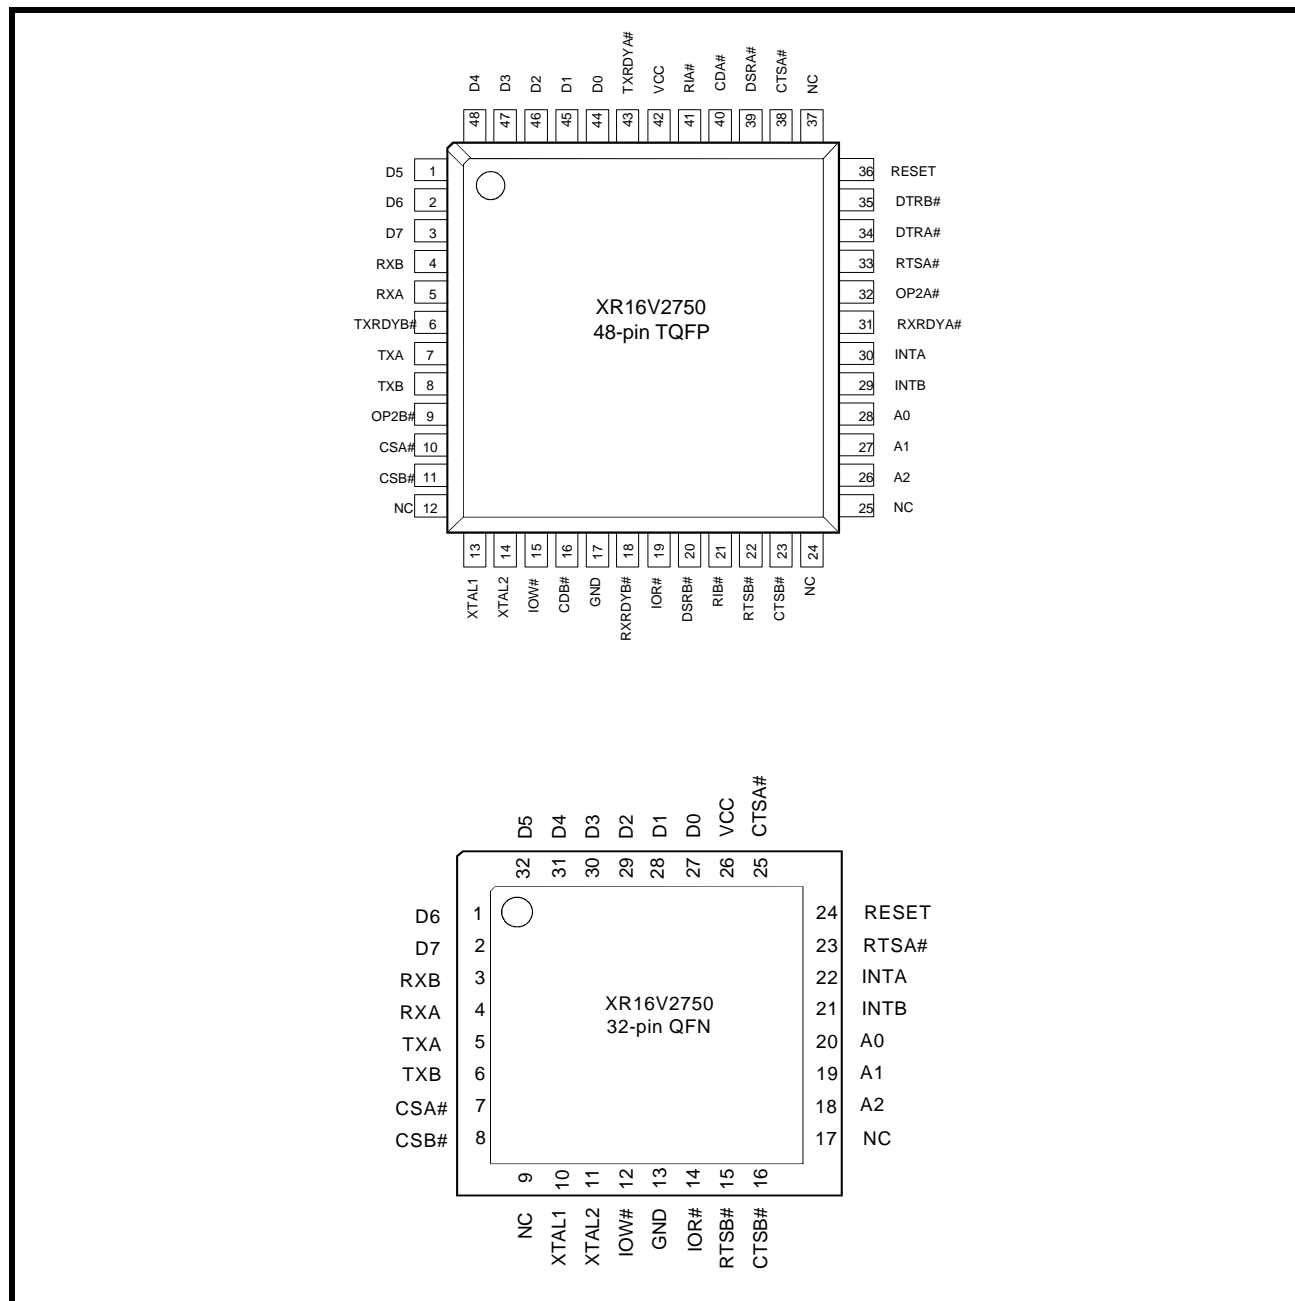 D4 D3 D2 D1 D0 TXRDYA# VCC RIA# CDA# DSRA# CTSA# NC
48 47 46 45 44 43 42 41 40 39 38 37
D5 1 36 RESET
D6 2 35 DTRB#
D7 3 34 DTRA#
RXB 4 33 RTSA#
RXA 5 32 OP2A#
TXRDYB# 6 31 RXRDYA#
TXA 7 30 INTA
TXB 8 29 INTB
OP2B# 9 28 A0
CSA# 10 27 A1
CSB# 11 26 A2
NC 12 25 NC
XR16V2750
48-pin TQFP
13 14 15 16 17 18 19 20 21 22 23 24
XTAL1 XTAL2 IOW# CDB# GND RXRDYB# IOR# DSRB# RIB# RTSB# CTSB# NC
D5 D4 D3 D2 D1 D0 VCC CTSA#
32 31 30 29 28 27 26 25
D6 1 24 RESET
D7 2 23 RTSA#
RXB 3 22 INTA
RXA 4 21 INTB
TXA 5 20 A0
TXB 6 19 A1
CSA# 7 18 A2
CSB# 8 17 NC
XR16V2750
32-pin QFN
9 10 11 12 13 14 15 16
NC XTAL1 XTAL2 IOW# GND IOR# RTSB# CTSB#